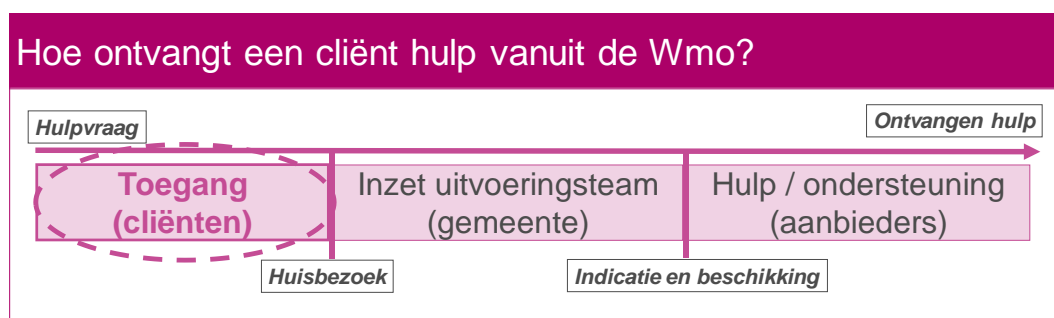 Hoe ontvangt een cliënt hulp vanuit de Wmo?
Hulpvraag
Ontvangen hulp
Toegang
(cliënten)
Inzet uitvoeringsteam
(gemeente)
Hulp / ondersteuning
(aanbieders)
Huisbezoek
Indicatie en beschikking